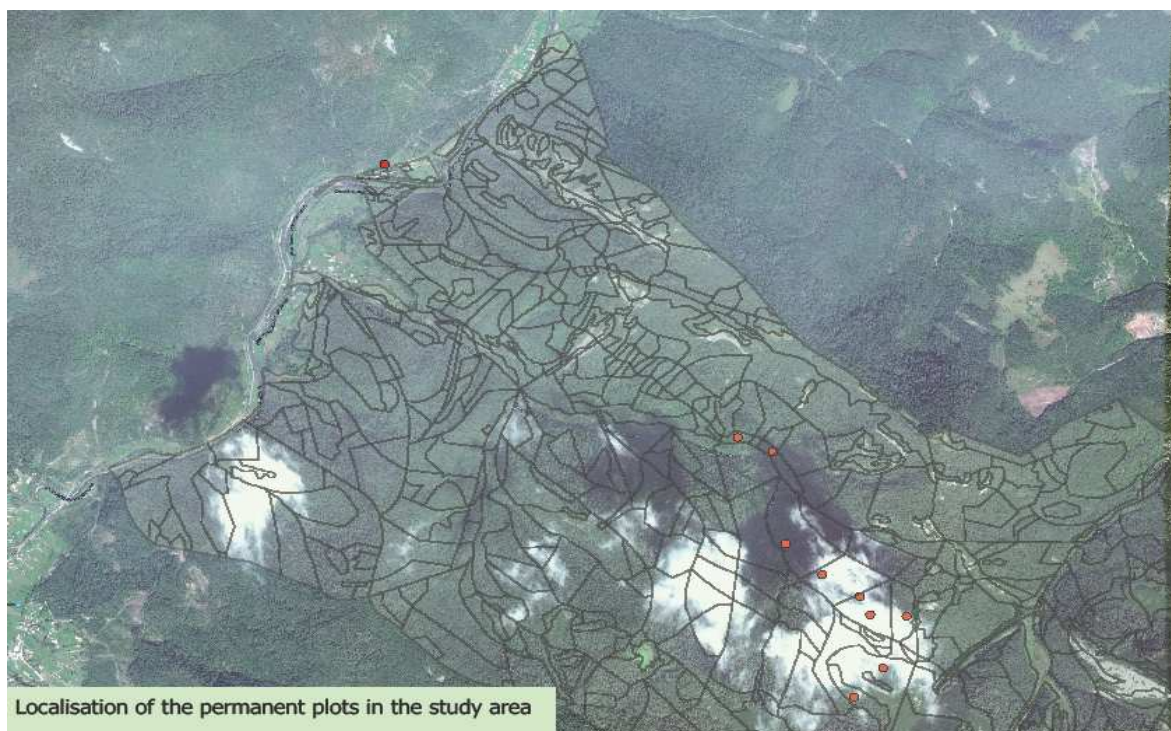 Localisation of the permanent plots in the study area